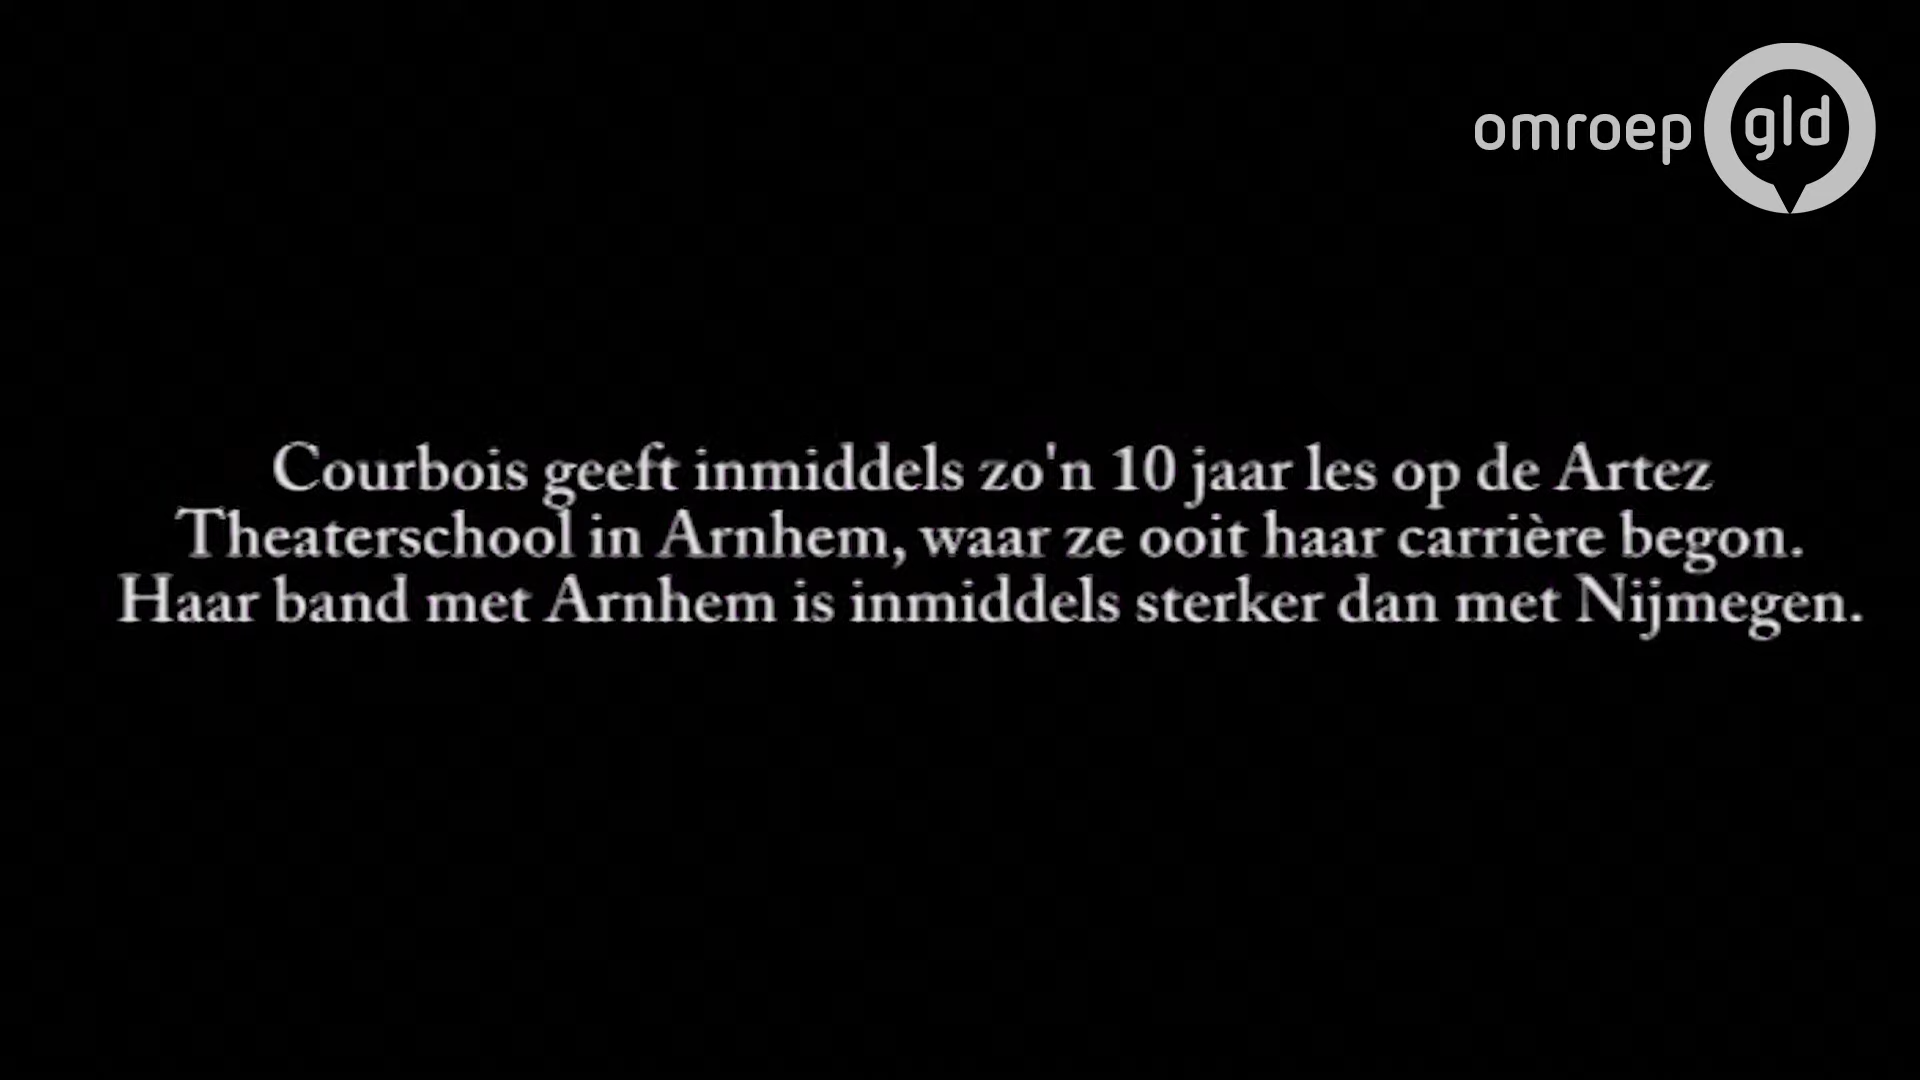 omroep gld
Courbois geeft inmiddels zo'n 10 jaar les op de Artez
Theaterschool in Arnhem, waar ze ooit haar carrière begon.
Haar band met Arnhem is inmiddels sterker dan met Nijmegen.